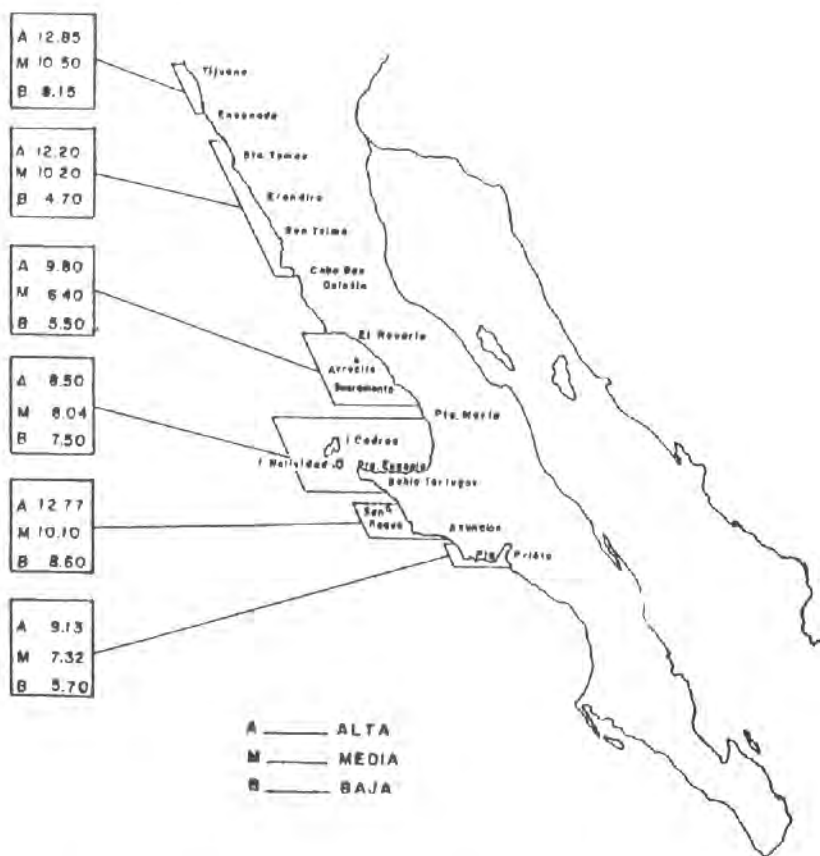 A 12.85
M 10.50
B 8.15
A 12.20
M 10.20
B 4.70
A 9.80
M 6.40
B 5.50
A 8.50
M 8.04
B 7.50
A 12.77
M 10.10
B 8.60
A 9.13
M 7.32
B 5.70
Tijuana
Ensenada
Sto. Tomas
Erendira
San Telmo
Cabo San
Quintin
El Rosario
Arrecife
Sacramento
Pta. Maria
I Cedros
I Natividad
Pta. Eugenia
Bahia Tortugas
San
Roque
Asuncion
Pta Prieta
A ALTA
M MEDIA
B BAJA